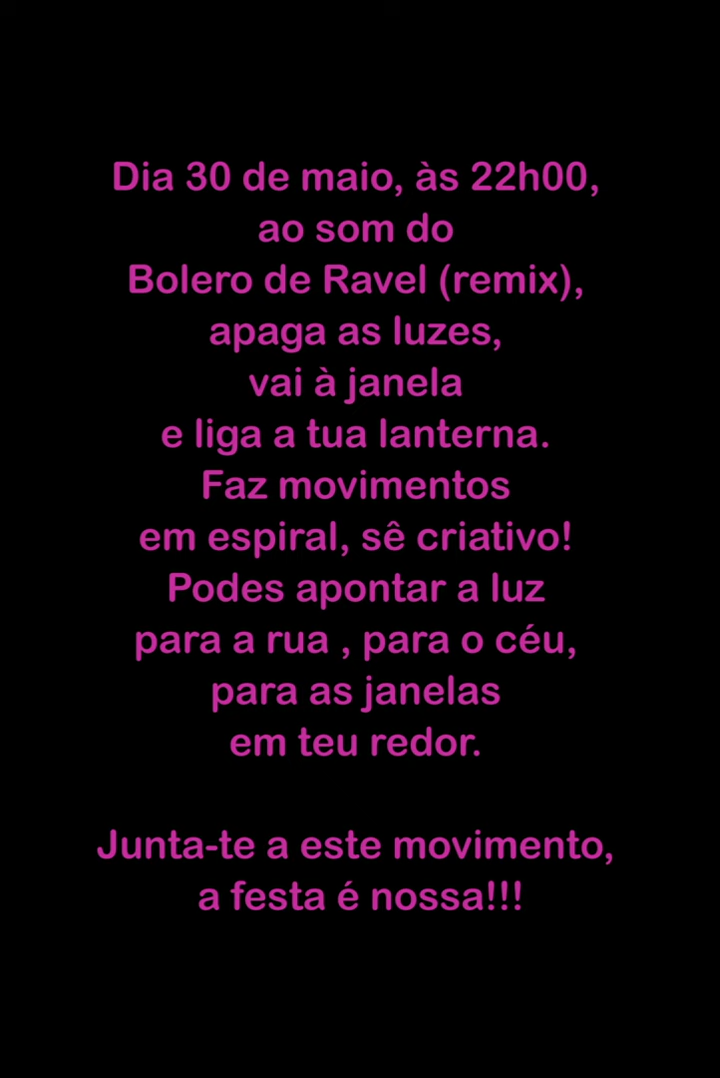 Dia 30 de maio, às 22h00,
ao som do
Bolero de Ravel (remix),
apaga as luzes,
vai à janela
e liga a tua lanterna.
Faz movimentos
em espiral, sê criativo!
Podes apontar a luz
para a rua , para o céu,
para as janelas
em teu redor.
Junta-te a este movimento,
a festa é nossa!!!